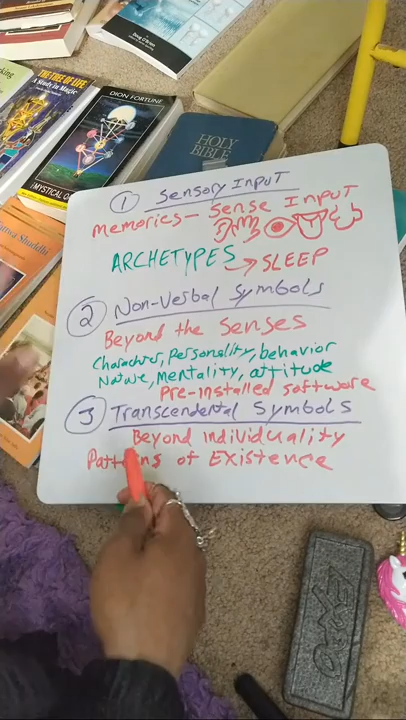 Doug O'Brien
THE TREE OF LIFE
A Study in Magic
DION FORTUNE
HOLY
BIBLE
① Sensory Input
memories- Sense Input
ARCHETYPES → SLEEP
② Non-Verbal Symbols
Beyond the Senses
Character, Personality, behavior
Nature, Mentality, attitude
Pre-installed software
③ Transcendental Symbols
Beyond individuality
Patterns of Existence
EXPO